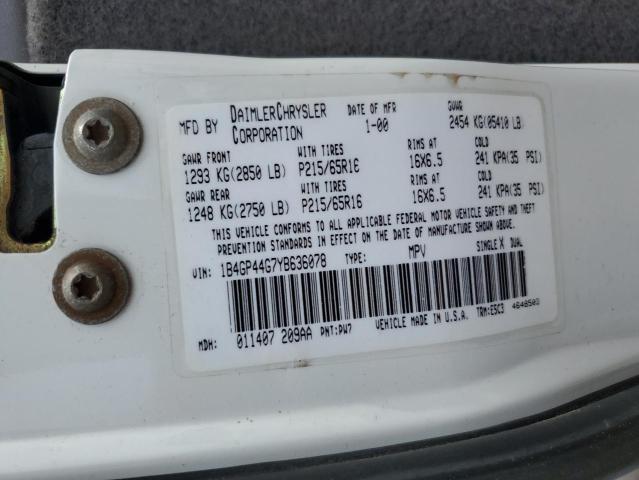 MFD BY DAIMLERCHRYSLER CORPORATION DATE OF MFR 1-00 GVWR 2454 KG(05410 LB)
GAWR FRONT WITH TIRES RIMS AT COLD
1293 KG(2850 LB) P215/65R16 16X6.5 241 KPA(35 PSI)
GAWR REAR WITH TIRES RIMS AT COLD
1248 KG(2750 LB) P215/65R16 16X6.5 241 KPA(35 PSI)
THIS VEHICLE CONFORMS TO ALL APPLICABLE FEDERAL MOTOR VEHICLE SAFETY AND THEFT
PREVENTION STANDARDS IN EFFECT ON THE DATE OF MANUFACTURE SHOWN ABOVE.
VIN: 1B4GP44G7YB636078 TYPE: MPV SINGLE X DUAL
MDH: 011407 209AA PNT:PW7 VEHICLE MADE IN U.S.A. TRM:E5C3 4648503